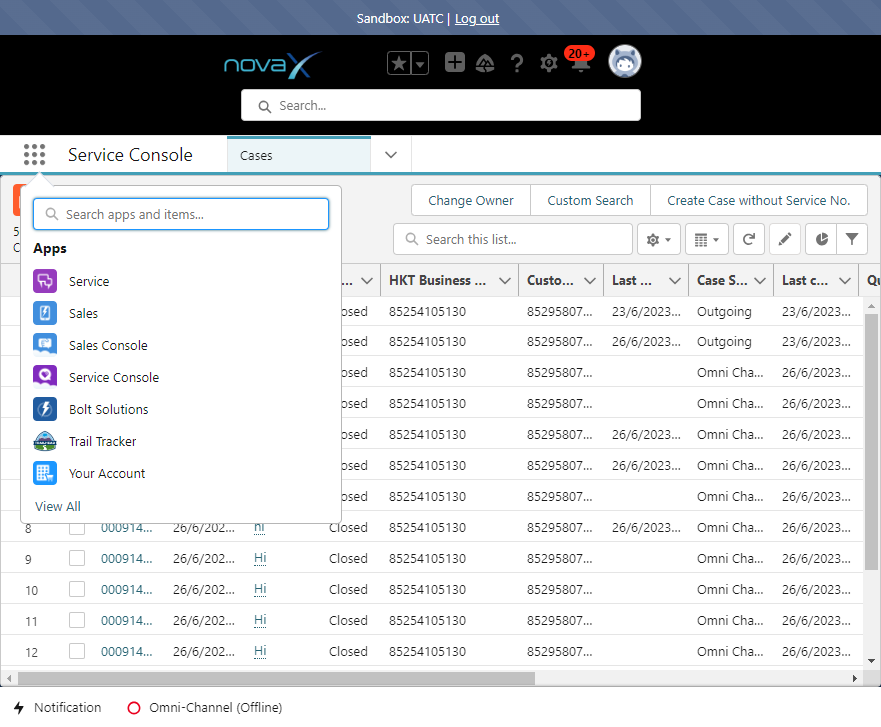 Sandbox: UATC | Log out
novaX
20+
Search...
Service Console
Cases
5
C
Change Owner
Custom Search
Create Case without Service No.
Search this list...
Search apps and items...
Apps
Service
Sales
Sales Console
Service Console
Bolt Solutions
Trail Tracker
Your Account
View All
... HKT Business ... Custo... Last ... Case S... Last c... Qu
osed 85254105130 85295807... 23/6/2023... Outgoing 23/6/2023...
osed 85254105130 85295807... 26/6/2023... Outgoing 23/6/2023...
osed 85254105130 85295807... Omni Cha... 26/6/2023...
osed 85254105130 85295807... Omni Cha... 26/6/2023...
osed 85254105130 85295807... 26/6/2023... Omni Cha... 26/6/2023...
osed 85254105130 85295807... 26/6/2023... Omni Cha... 26/6/2023...
osed 85254105130 85295807... Omni Cha... 26/6/2023...
8 000914... 26/6/202... hi Closed 85254105130 85295807... 26/6/2023... Omni Cha... 26/6/2023...
9 000914... 26/6/202... Hi Closed 85254105130 85295807... Omni Cha... 26/6/2023...
10 000914... 26/6/202... Hi Closed 85254105130 85295807... Omni Cha... 26/6/2023...
11 000914... 26/6/202... Hi Closed 85254105130 85295807... Omni Cha... 26/6/2023...
12 000914... 26/6/202... Hi Closed 85254105130 85295807... Omni Cha... 26/6/2023...
Notification
Omni-Channel (Offline)